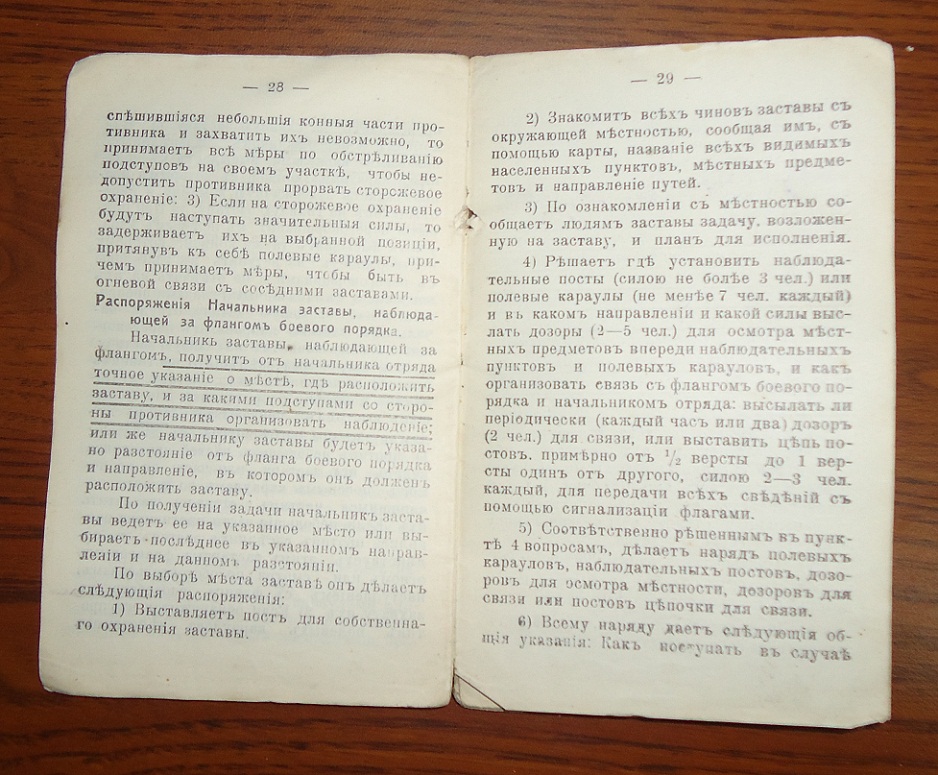 — 28 —
спѣшившіяся небольшія конныя части про-
тивника и захватить ихъ невозможно, то
принимаетъ всѣ мѣры по обстрѣливанію
подступовъ на своемъ участкѣ, чтобы не-
допустить противника прорвать сторожевое
охраненіе: 3) Если на сторожевое охраненіе
будутъ наступать значительныя силы, то
задерживаетъ ихъ на выбранной позиціи,
притянувъ къ себѣ полевые караулы, при-
чемъ принимаетъ мѣры, чтобы быть въ
огневой связи съ сосѣдними заставами.
Распоряженія Начальника заставы, наблюда-
ющей за флангомъ боевого порядка.
Начальникъ заставы, наблюдающей за
флангомъ, получитъ отъ начальника отряда
точное указаніе о мѣстѣ, гдѣ расположить
заставу, и за какими подступами со сторо-
ны противника организовать наблюденіе;
или же начальнику заставы будетъ указа-
но разстояніе отъ фланга боевого порядка
и направленіе, въ которомъ онъ долженъ
расположить заставу.
По полученіи задачи начальникъ заста-
вы ведетъ ее на указанное мѣсто или вы-
бираетъ послѣднее въ указанномъ направ-
леніи и на данномъ разстояніи.
По выборѣ мѣста заставѣ онъ дѣлаетъ
слѣдующія распоряженія:
1) Выставляетъ постъ для собственна-
го охраненія заставы.
— 29 —
2) Знакомитъ всѣхъ чиновъ заставы съ
окружающей мѣстностью, сообщая имъ, съ
помощью карты, названіе всѣхъ видимыхъ
населенныхъ пунктовъ, мѣстныхъ предме-
товъ и направленіе путей.
3) По ознакомленіи съ мѣстностью со-
общаетъ людямъ заставы задачу, возложен-
ную на заставу, и планъ для исполненія.
4) Рѣшаетъ гдѣ установить наблюда-
тельные посты (силою не болѣе 3 чел.) или
полевые караулы (не менѣе 7 чел. каждый)
и въ какомъ направленіи и какой силы выс-
лать дозоры (2—5 чел.) для осмотра мѣст-
ныхъ предметовъ впереди наблюдательныхъ
пунктовъ и полевыхъ карауловъ, и какъ
организовать связь съ флангомъ боевого по-
рядка и начальникомъ отряда: высылать ли
періодически (каждый часъ или два) дозоръ
(2 чел.) для связи, или выставить цѣпь по-
стовъ, примѣрно отъ ½ версты до 1 вер-
сты одинъ отъ другого, силою 2—3 чел.
каждый, для передачи всѣхъ свѣдѣній съ
помощью сигнализаціи флагами.
5) Соотвѣтственно рѣшеннымъ въ пунк-
тѣ 4 вопросамъ, дѣлаетъ нарядъ полевыхъ
карауловъ, наблюдательныхъ постовъ, дозо-
ровъ для осмотра мѣстности, дозоровъ для
связи или постовъ цѣпочки для связи.
6) Всему наряду даетъ слѣдующія об-
щія указанія: Какъ поступать въ случаѣ